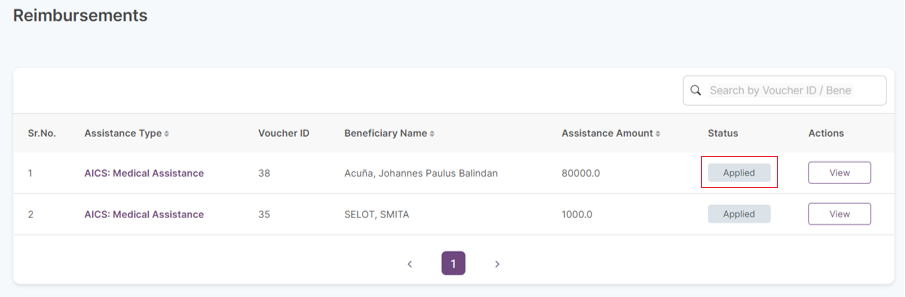 Reimbursements
Search by Voucher ID / Bene
Sr.No. Assistance Type Voucher ID Beneficiary Name Assistance Amount Status Actions
1 AICS: Medical Assistance 38 Acuña, Johannes Paulus Balindan 80000.0 Applied View
2 AICS: Medical Assistance 35 SELOT, SMITA 1000.0 Applied View
1